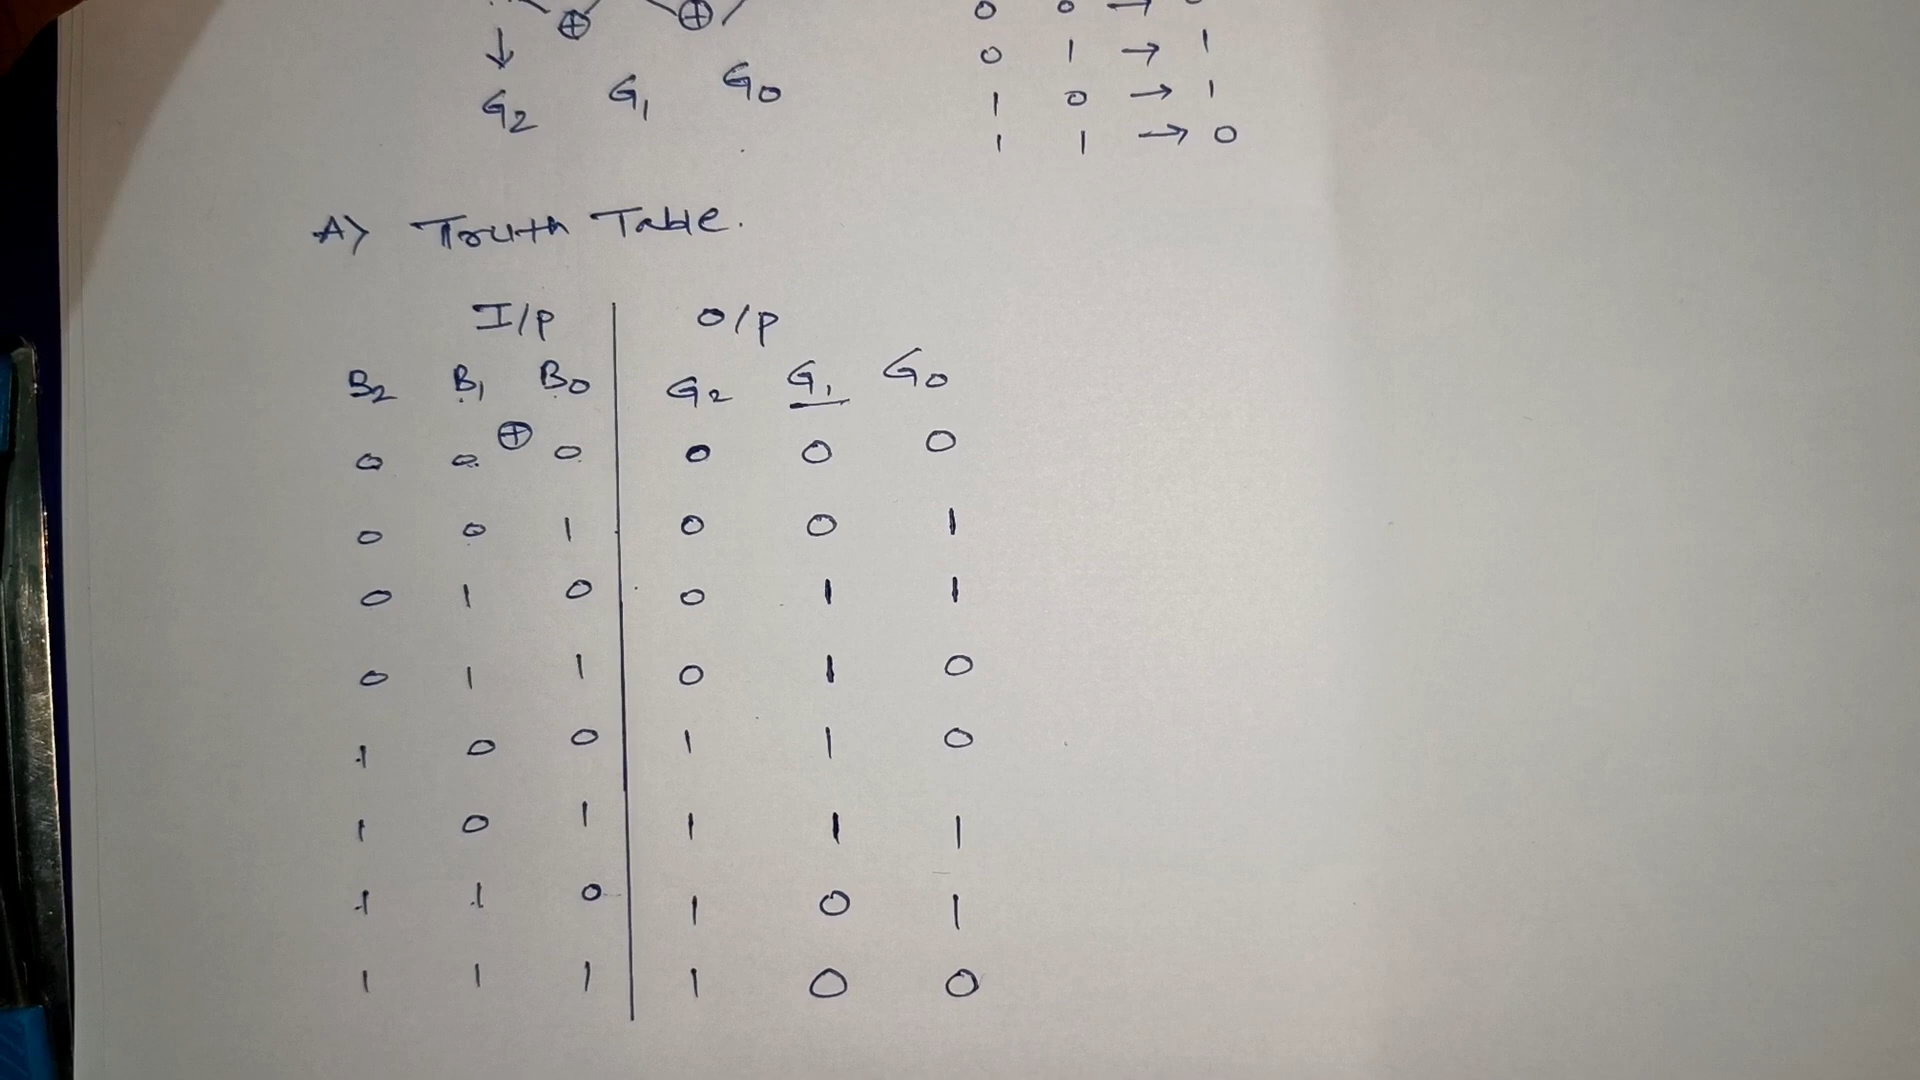 ⊕ ⊕
0 0 →
↓ 0 1 → 1
G2 G1 G0 1 0 → 1
1 1 → 0
A) Truth Table.
I/P O/P
B2 B1 B0 G2 G1 G0
0 0 ⊕ 0 0 0 0
0 0 1 0 0 1
0 1 0 0 1 1
0 1 1 0 1 0
1 0 0 1 1 0
1 0 1 1 1 1
1 1 0 1 0 1
1 1 1 1 0 0